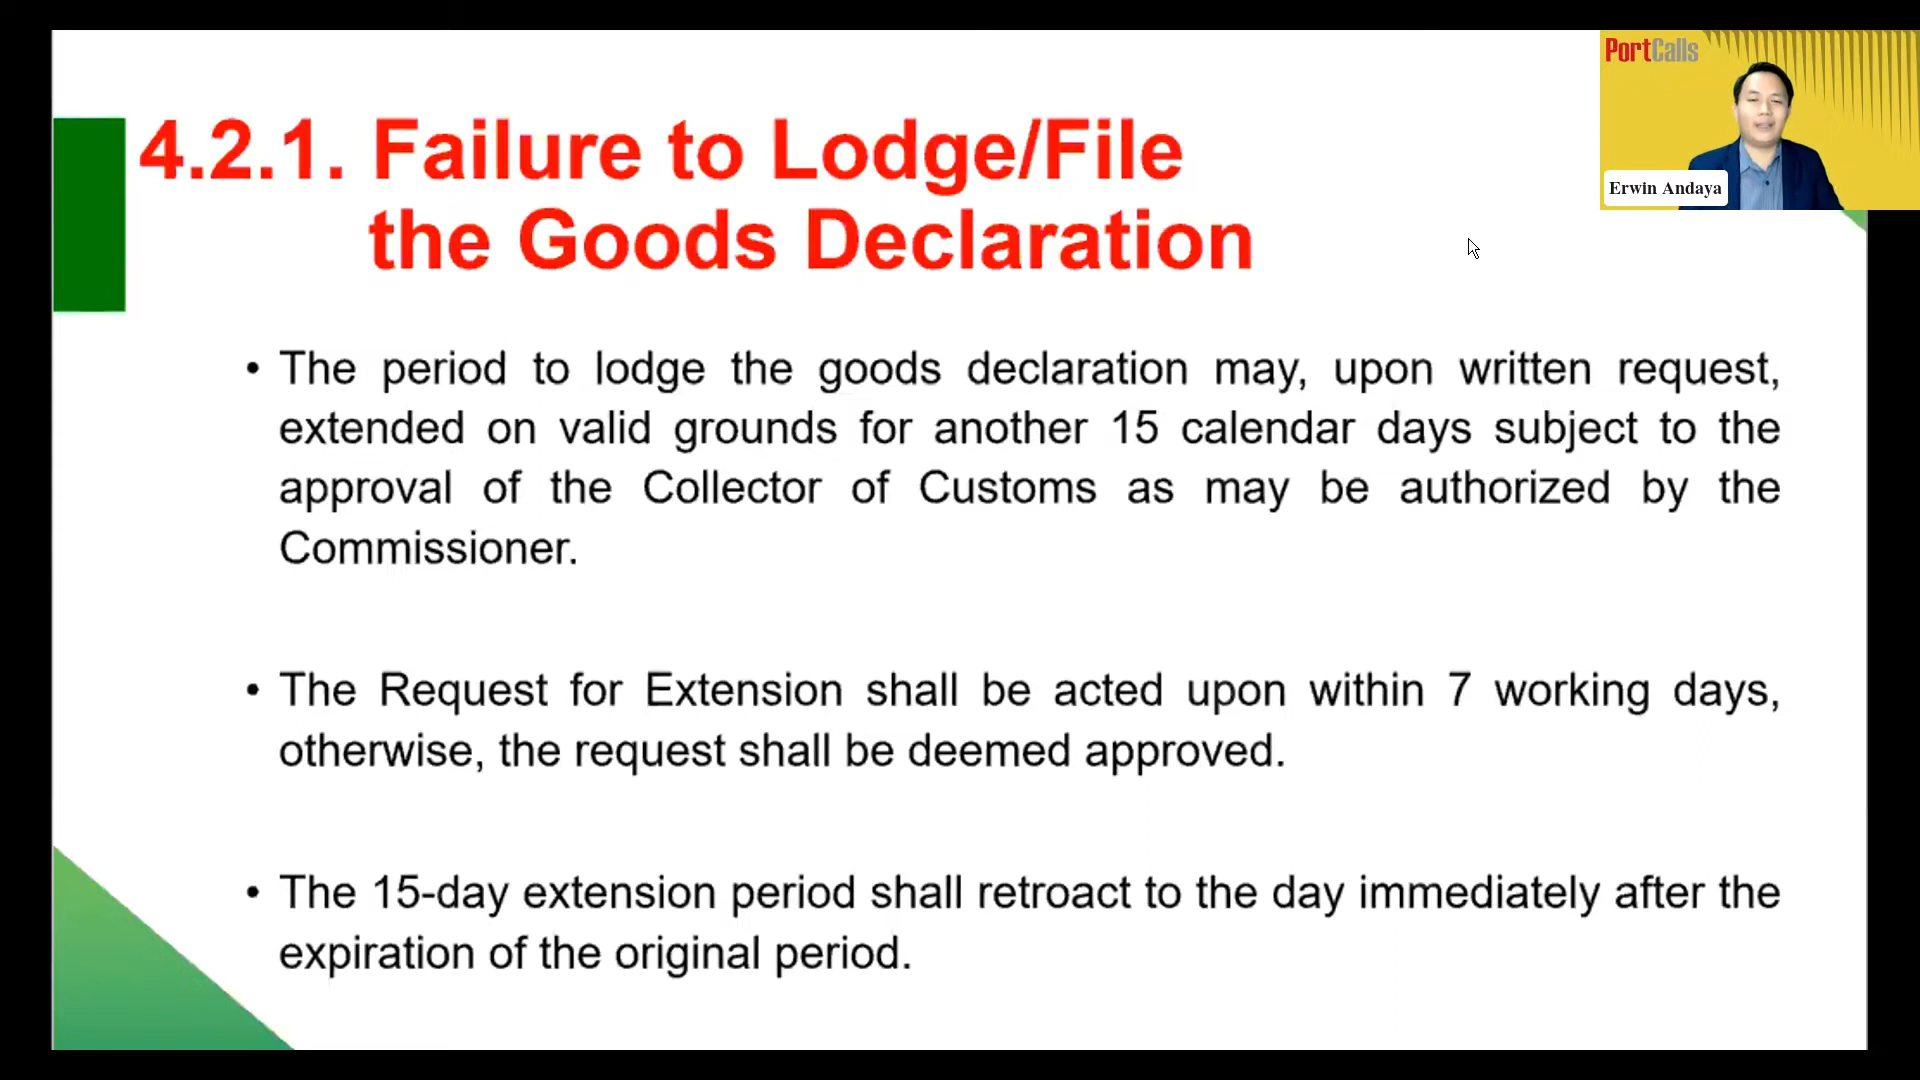 PortCalls
Erwin Andaya
4.2.1. Failure to Lodge/File
the Goods Declaration
• The period to lodge the goods declaration may, upon written request,
extended on valid grounds for another 15 calendar days subject to the
approval of the Collector of Customs as may be authorized by the
Commissioner.
• The Request for Extension shall be acted upon within 7 working days,
otherwise, the request shall be deemed approved.
• The 15-day extension period shall retroact to the day immediately after the
expiration of the original period.